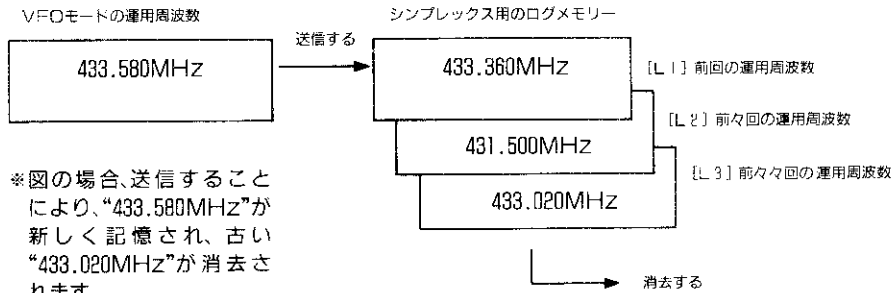 VFOモードの運用周波数
シンプレックス用のログメモリー
433.580MHz
送信する
433.360MHz
[L1] 前回の運用周波数
431.500MHz
[L2] 前々回の運用周波数
433.020MHz
[L3] 前々々回の運用周波数
※図の場合、送信すること
により、“433.580MHz”が
新しく記憶され、古い
“433.020MHz”が消去さ
れます。
消去する